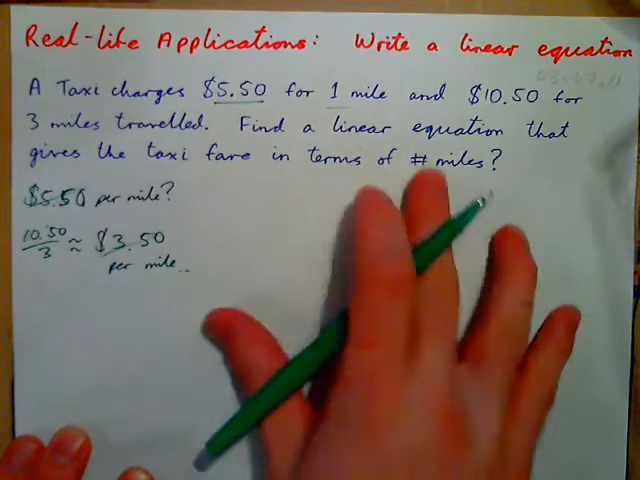 Real-life Applications: Write a linear equation
A Taxi charges $5.50 for 1 mile and $10.50 for
3 miles travelled. Find a linear equation that
gives the taxi fare in terms of # miles?
$5.50 per mile?
10.50/3 ≈ $3.50
per mile..